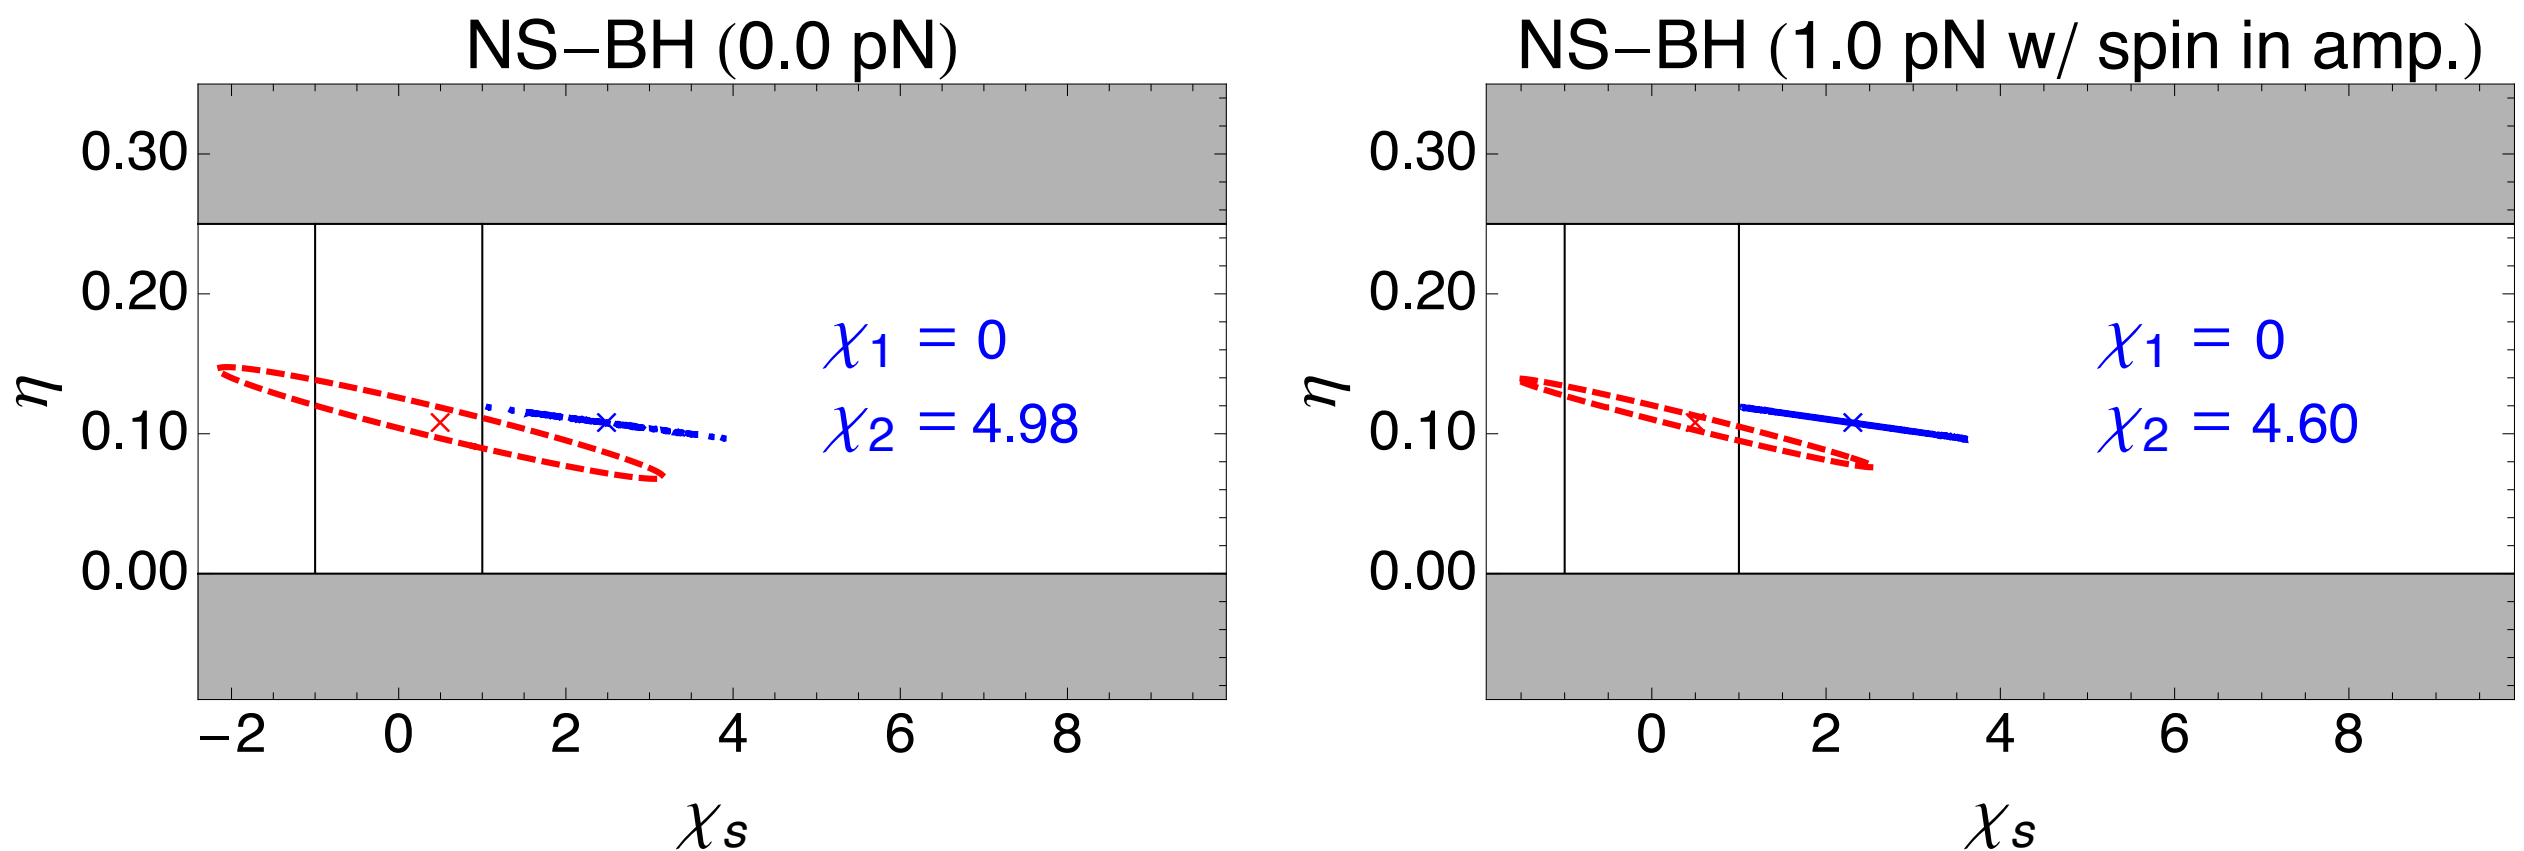 NS–BH (0.0 pN)
0.30
0.20
0.10
0.00
η
χ1 = 0
χ2 = 4.98
−2 0 2 4 6 8
χs
NS–BH (1.0 pN w/ spin in amp.)
0.30
0.20
0.10
0.00
η
χ1 = 0
χ2 = 4.60
0 2 4 6 8
χs